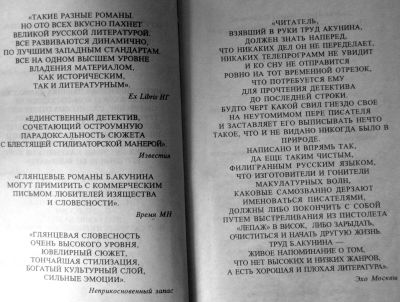 «ТАКИЕ РАЗНЫЕ РОМАНЫ.
НО ОТО ВСЕХ ВКУСНО ПАХНЕТ
ВЕЛИКОЙ РУССКОЙ ЛИТЕРАТУРОЙ.
ВСЕ РАЗВИВАЮТСЯ ДИНАМИЧНО,
ПО ЛУЧШИМ ЗАПАДНЫМ СТАНДАРТАМ.
ВСЕ НА ОДНОМ ВЫСШЕМ УРОВНЕ
ВЛАДЕНИЯ МАТЕРИАЛОМ,
КАК ИСТОРИЧЕСКИМ,
ТАК И ЛИТЕРАТУРНЫМ».
Ex Libris НГ
«ЕДИНСТВЕННЫЙ ДЕТЕКТИВ,
СОЧЕТАЮЩИЙ ОСТРОУМНУЮ
ПАРАДОКСАЛЬНОСТЬ СЮЖЕТА
С БЛЕСТЯЩЕЙ СТИЛИЗАТОРСКОЙ МАНЕРОЙ».
Известия
«ГЛЯНЦЕВЫЕ РОМАНЫ Б.АКУНИНА
МОГУТ ПРИМИРИТЬ С КОММЕРЧЕСКИМ
ПИСЬМОМ ЛЮБИТЕЛЕЙ ИЗЯЩЕСТВА
И СЛОВЕСНОСТИ».
Время МН
«ГЛЯНЦЕВАЯ СЛОВЕСНОСТЬ
ОЧЕНЬ ВЫСОКОГО УРОВНЯ,
ЮВЕЛИРНЫЙ СЮЖЕТ,
ТОНЧАЙШАЯ СТИЛИЗАЦИЯ,
БОГАТЫЙ КУЛЬТУРНЫЙ СЛОЙ,
СИЛЬНЫЕ ЭМОЦИИ».
Неприкосновенный запас
«ЧИТАТЕЛЬ,
ВЗЯВШИЙ В РУКИ ТРУД АКУНИНА,
ДОЛЖЕН ЗНАТЬ НАПЕРЕД,
ЧТО НИКАКИХ ДЕЛ ОН НЕ ПЕРЕДЕЛАЕТ,
НИКАКИХ ТЕЛЕПРОГРАММ НЕ УВИДИТ
И КО СНУ НЕ ОТПРАВИТСЯ
РОВНО НА ТОТ ВРЕМЕННОЙ ОТРЕЗОК,
ЧТО ПОТРЕБУЕТСЯ ЕМУ
ДЛЯ ПРОЧТЕНИЯ ДЕТЕКТИВА
ДО ПОСЛЕДНЕЙ СТРОКИ.
БУДТО ЧЕРТ КАКОЙ СВИЛ ГНЕЗДО СВОЕ
НА НЕУТОМИМОМ ПЕРЕ ПИСАТЕЛЯ
И ЗАСТАВЛЯЕТ ЕГО ВЫПИСЫВАТЬ НЕЧТО
ТАКОЕ, ЧТО И НЕ ВИДАНО НИКОГДА БЫЛО В
ПРИРОДЕ.
НАПИСАНО И ВПРЯМЬ ТАК,
ДА ЕЩЕ ТАКИМ ЧИСТЫМ,
ФИЛИГРАННЫМ РУССКИМ ЯЗЫКОМ,
ЧТО ИЗГОТОВИТЕЛИ И ГОНИТЕЛИ
МАКУЛАТУРНЫХ ВОЛН,
КАКОВЫЕ САМОЗВАННО ДЕРЗАЮТ
ИМЕНОВАТЬСЯ ПИСАТЕЛЯМИ,
ДОЛЖНЫ ЛИБО ПОКОНЧИТЬ С СОБОЙ
ПУТЕМ ВЫСТРЕЛИВАНИЯ ИЗ ПИСТОЛЕТА
«ЛЕПАЖ» В ВИСОК, ЛИБО, ЗАРЫДАТЬ,
ОЧИСТИТЬСЯ И НАЧАТЬ ДРУГУЮ ЖИЗНЬ.
ТРУД Б.АКУНИНА —
ЖИВОЕ НАПОМИНАНИЕ О ТОМ,
ЧТО НЕТ ВЫСОКИХ И НИЗКИХ ЖАНРОВ,
А ЕСТЬ ХОРОШАЯ И ПЛОХАЯ ЛИТЕРАТУРА».
Эхо Москвы